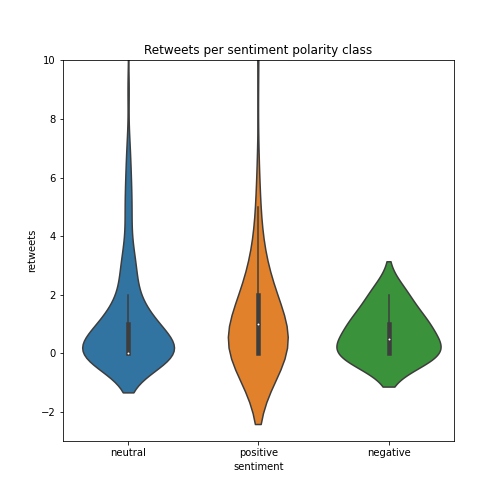 Retweets per sentiment polarity class
10
8
6
4
2
0
−2
retweets
neutral positive negative
sentiment